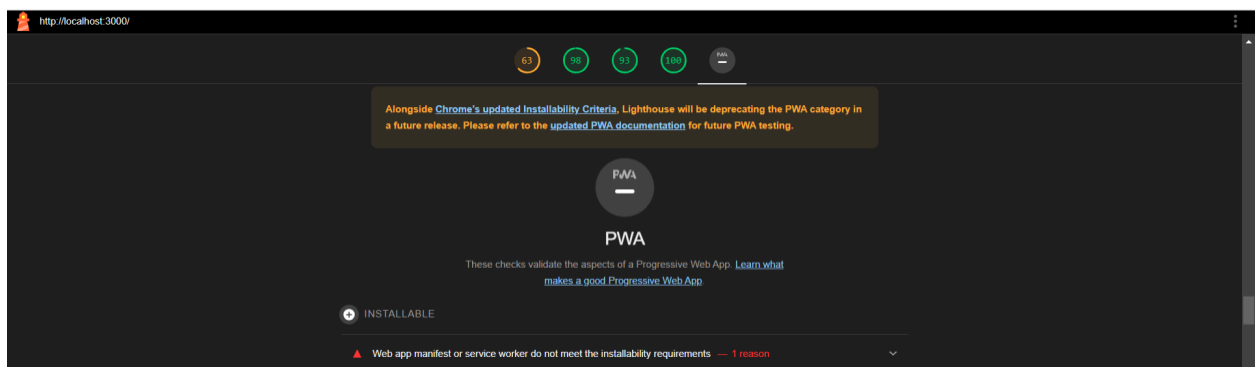 http://localhost:3000/
63 98 93 100 PWA
Alongside Chrome's updated Installability Criteria, Lighthouse will be deprecating the PWA category in
a future release. Please refer to the updated PWA documentation for future PWA testing.
PWA
PWA
These checks validate the aspects of a Progressive Web App. Learn what
makes a good Progressive Web App.
INSTALLABLE
Web app manifest or service worker do not meet the installability requirements — 1 reason